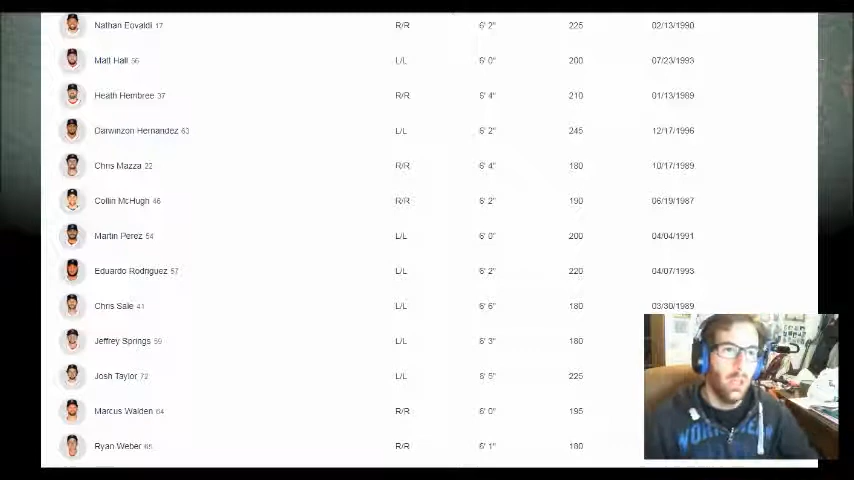 Nathan Eovaldi 17 R/R 6' 2" 225 02/13/1990
Matt Hall 56 L/L 6' 0" 200 07/23/1993
Heath Hembree 37 R/R 6' 4" 210 01/13/1989
Darwinzon Hernandez 63 L/L 6' 2" 245 12/17/1996
Chris Mazza 22 R/R 6' 4" 180 10/17/1989
Collin McHugh 46 R/R 6' 2" 190 06/19/1987
Martin Perez 54 L/L 6' 0" 200 04/04/1991
Eduardo Rodriguez 57 L/L 6' 2" 220 04/07/1993
Chris Sale 41 L/L 6' 6" 180 03/30/1989
Jeffrey Springs 59 L/L 6' 3" 180
Josh Taylor 72 L/L 6' 5" 225
Marcus Walden 64 R/R 6' 0" 195
Ryan Weber 65 R/R 6' 1" 180